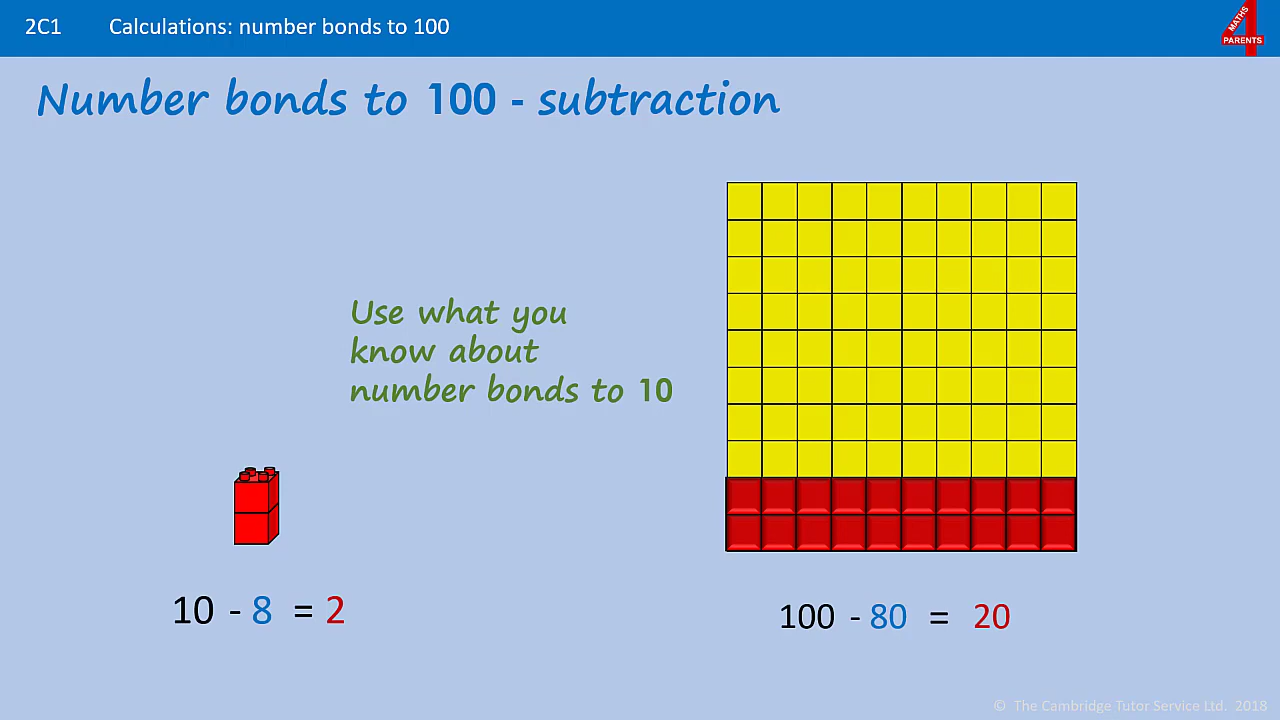 2C1 Calculations: number bonds to 100
MATHS
4
PARENTS
Number bonds to 100 - subtraction
Use what you
know about
number bonds to 10
10 - 8 = 2
100 - 80 = 20
© The Cambridge Tutor Service Ltd. 2018